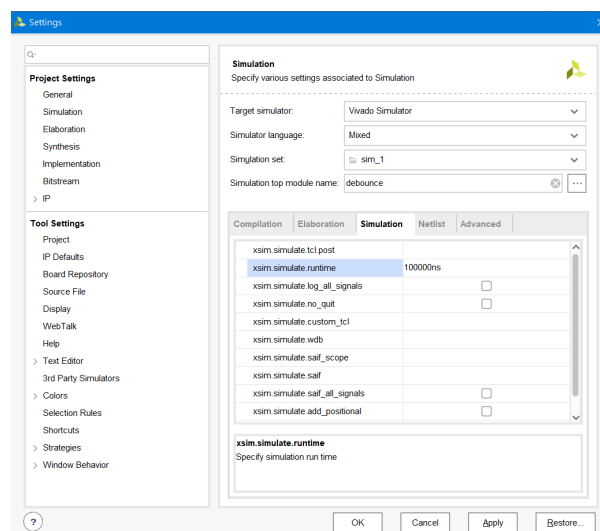 Settings
Q-
Project Settings
General
Simulation
Elaboration
Synthesis
Implementation
Bitstream
> IP
Tool Settings
Project
IP Defaults
Board Repository
Source File
Display
WebTalk
Help
> Text Editor
3rd Party Simulators
> Colors
Selection Rules
Shortcuts
> Strategies
> Window Behavior
Simulation
Specify various settings associated to Simulation
Target simulator: Vivado Simulator
Simulator language: Mixed
Simulation set: sim_1
Simulation top module name: debounce
Compilation Elaboration Simulation Netlist Advanced
xsim.simulate.tcl.post
xsim.simulate.runtime 100000ns
xsim.simulate.log_all_signals
xsim.simulate.no_quit
xsim.simulate.custom_tcl
xsim.simulate.wdb
xsim.simulate.saif_scope
xsim.simulate.saif
xsim.simulate.saif_all_signals
xsim.simulate.add_positional
xsim.simulate.runtime
Specify simulation run time
? OK Cancel Apply Restore...